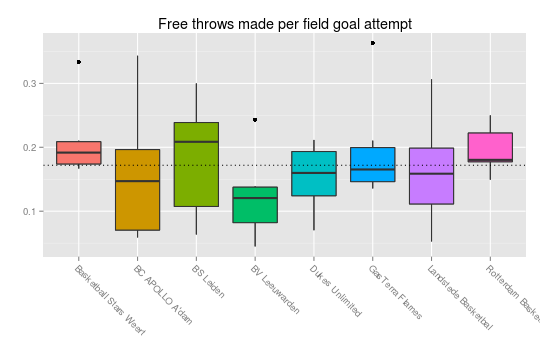 Free throws made per field goal attempt
0.3
0.2
0.1
Basketball Stars Weert
BC APOLLO A'dam
BS Leiden
BV Leeuwarden
Dukes Unlimited
GasTerra Flames
Landstede Basketbal
Rotterdam